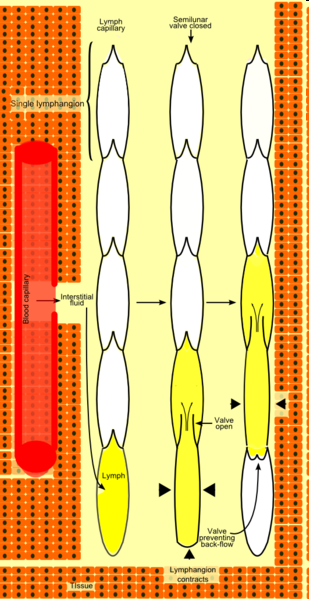 Lymph
capillary
Semilunar
valve closed
Single lymphangion
Blood capillary
Interstitial
fluid
Valve
open
Lymph
Valve
preventing
back-flow
Lymphangion
contracts
Tissue